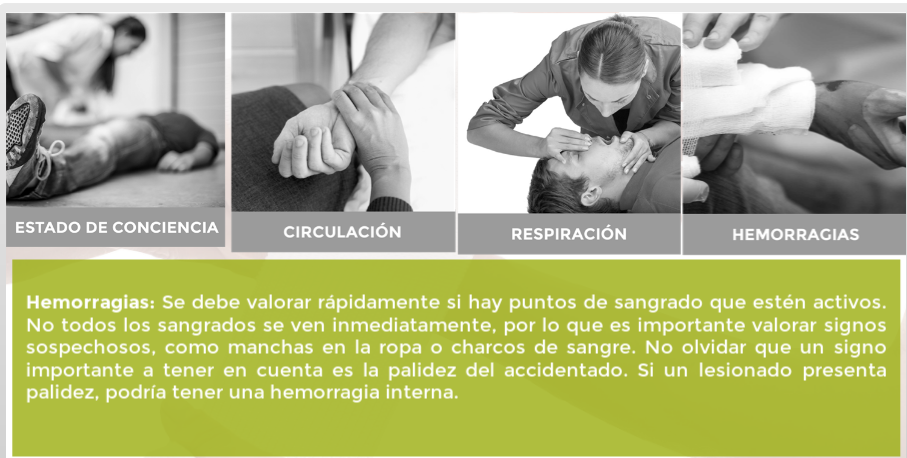 ESTADO DE CONCIENCIA
CIRCULACIÓN
RESPIRACIÓN
HEMORRAGIAS
Hemorragias: Se debe valorar rápidamente si hay puntos de sangrado que estén activos.
No todos los sangrados se ven inmediatamente, por lo que es importante valorar signos
sospechosos, como manchas en la ropa o charcos de sangre. No olvidar que un signo
importante a tener en cuenta es la palidez del accidentado. Si un lesionado presenta
palidez, podría tener una hemorragia interna.